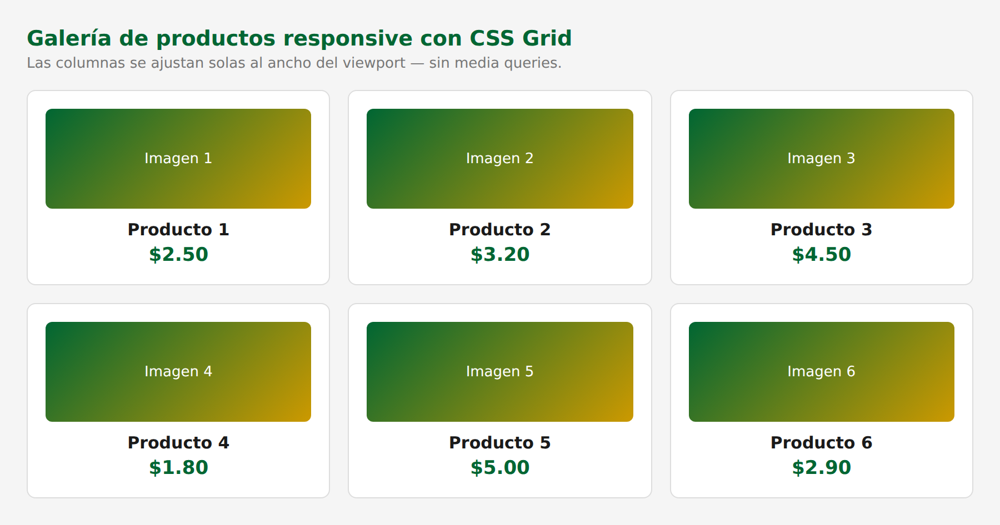 Galería de productos responsive con CSS Grid
Las columnas se ajustan solas al ancho del viewport — sin media queries.
Imagen 1
Producto 1
$2.50
Imagen 2
Producto 2
$3.20
Imagen 3
Producto 3
$4.50
Imagen 4
Producto 4
$1.80
Imagen 5
Producto 5
$5.00
Imagen 6
Producto 6
$2.90